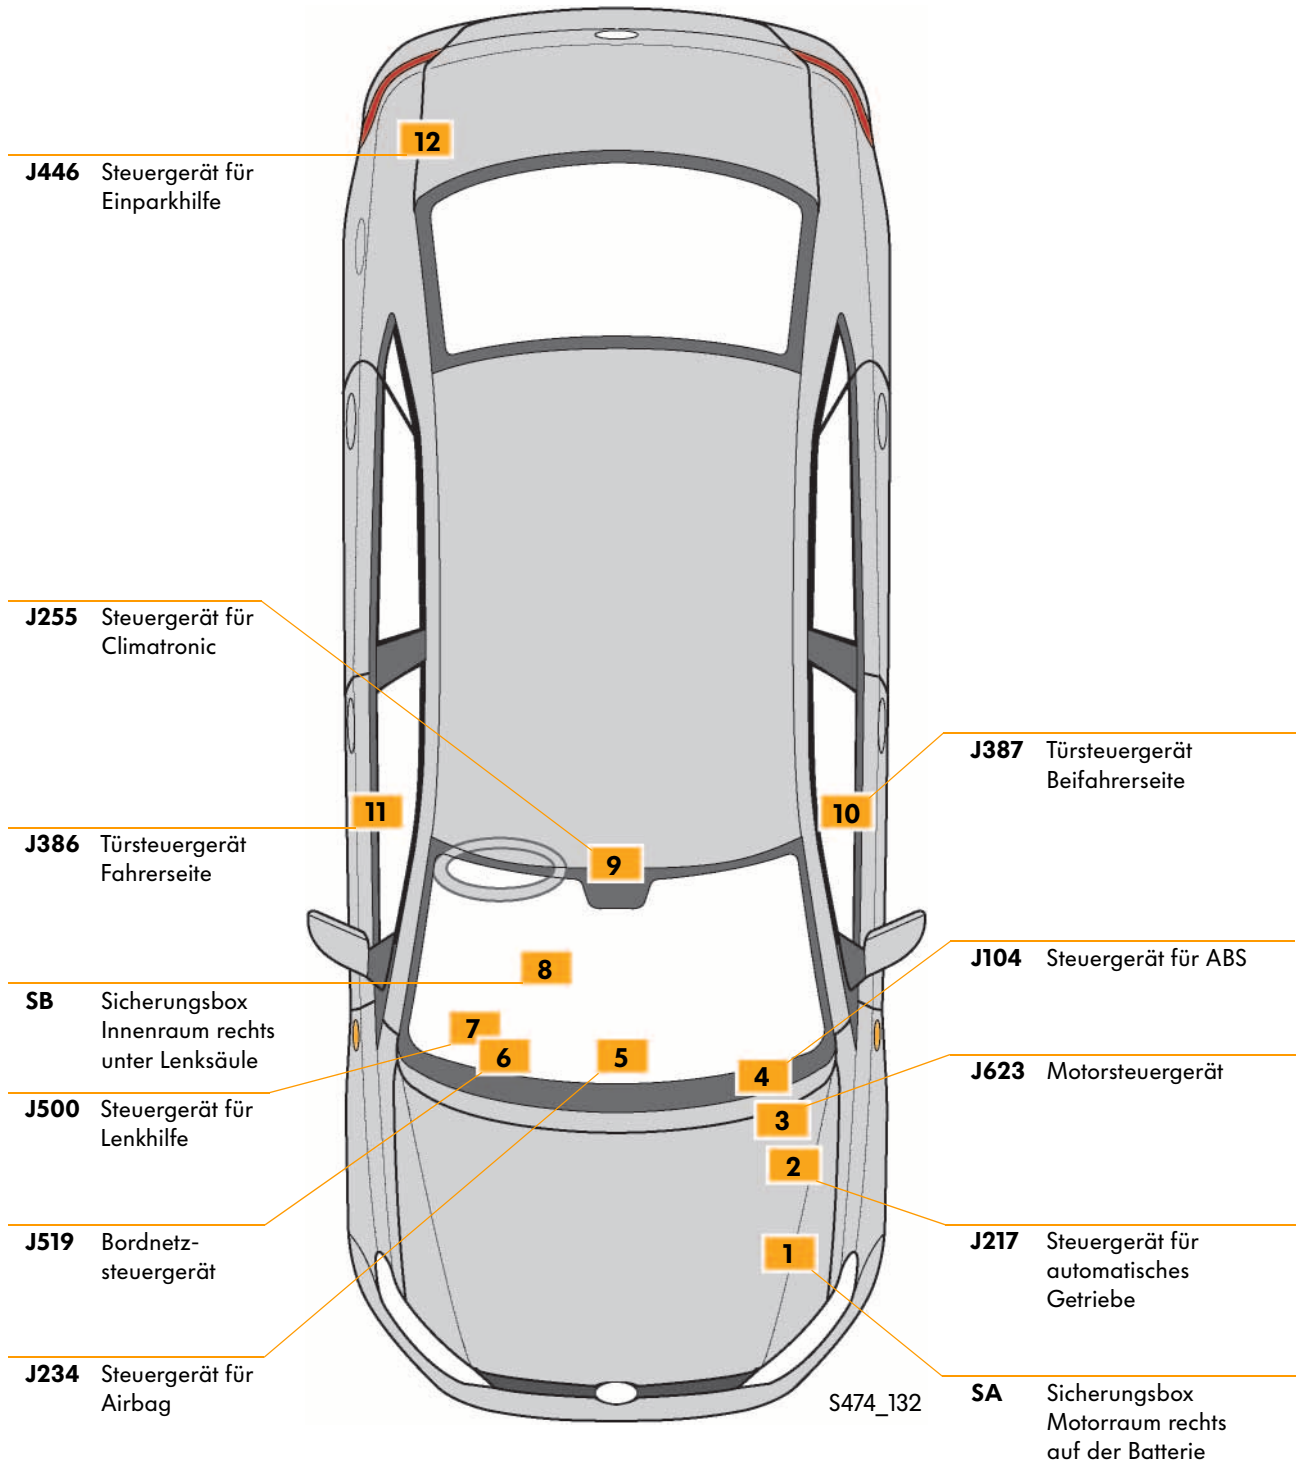 12
J446 Steuergerät für
Einparkhilfe
J255 Steuergerät für
Climatronic
J387 Türsteuergerät
Beifahrerseite
11
10
J386 Türsteuergerät
Fahrerseite
9
J104 Steuergerät für ABS
8
SB Sicherungsbox
Innenraum rechts
unter Lenksäule
7
6
5
4
J623 Motorsteuergerät
J500 Steuergerät für
Lenkhilfe
3
2
J519 Bordnetz-
steuergerät
1
J217 Steuergerät für
automatisches
Getriebe
J234 Steuergerät für
Airbag
S474_132
SA Sicherungsbox
Motorraum rechts
auf der Batterie